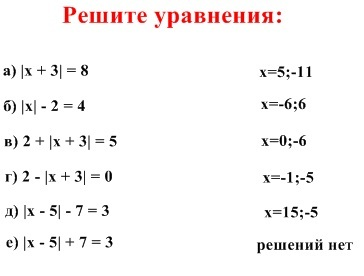 Решите уравнения:
а) |x + 3| = 8 x=5;-11
б) |x| - 2 = 4 x=-6;6
в) 2 + |x + 3| = 5 x=0;-6
г) 2 - |x + 3| = 0 x=-1;-5
д) |x - 5| - 7 = 3 x=15;-5
е) |x - 5| + 7 = 3 решений нет